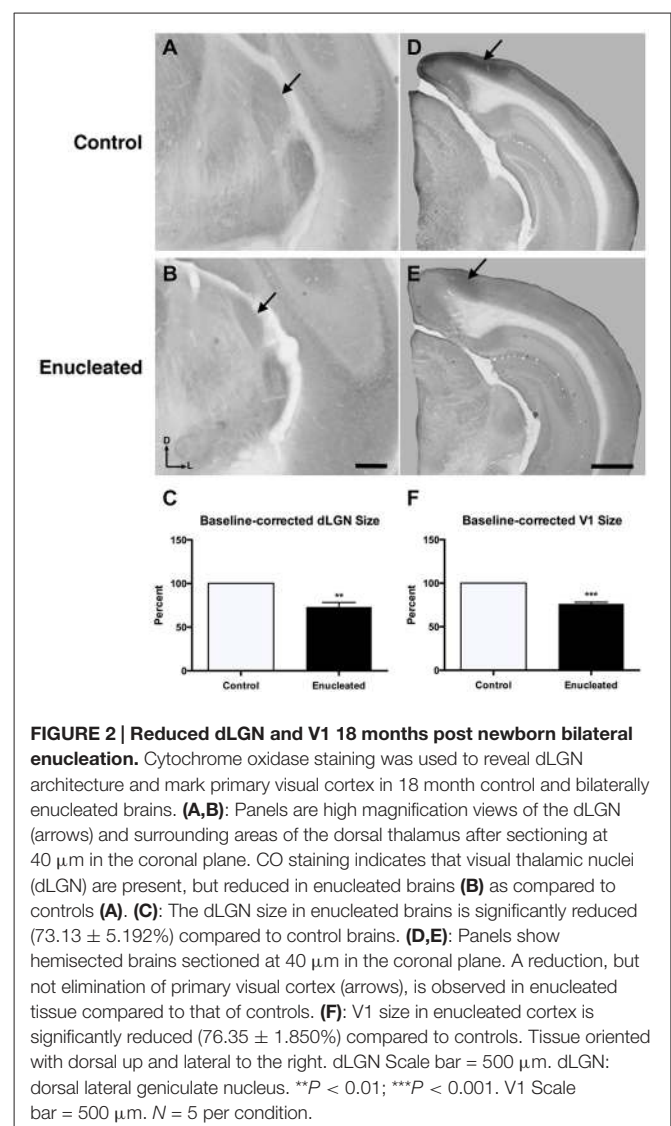 A
D
Control
B
E
Enucleated
D
L
C
F
Baseline-corrected dLGN Size
Baseline-corrected V1 Size
150
100
50
0
Percent
**
Control
Enucleated
150
100
50
0
Percent
***
Control
Enucleated
FIGURE 2 | Reduced dLGN and V1 18 months post newborn bilateral
enucleation. Cytochrome oxidase staining was used to reveal dLGN
architecture and mark primary visual cortex in 18 month control and bilaterally
enucleated brains. (A,B): Panels are high magnification views of the dLGN
(arrows) and surrounding areas of the dorsal thalamus after sectioning at
40 μm in the coronal plane. CO staining indicates that visual thalamic nuclei
(dLGN) are present, but reduced in enucleated brains (B) as compared to
controls (A). (C): The dLGN size in enucleated brains is significantly reduced
(73.13 ± 5.192%) compared to control brains. (D,E): Panels show
hemisected brains sectioned at 40 μm in the coronal plane. A reduction, but
not elimination of primary visual cortex (arrows), is observed in enucleated
tissue compared to that of controls. (F): V1 size in enucleated cortex is
significantly reduced (76.35 ± 1.850%) compared to controls. Tissue oriented
with dorsal up and lateral to the right. dLGN Scale bar = 500 μm. dLGN:
dorsal lateral geniculate nucleus. **P < 0.01; ***P < 0.001. V1 Scale
bar = 500 μm. N = 5 per condition.